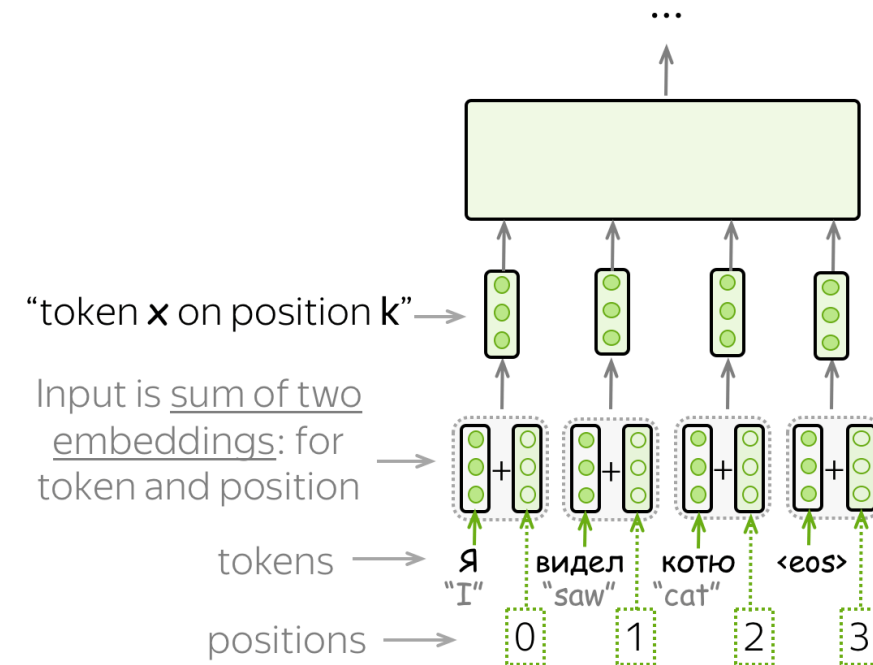 ...
“token x on position k”
Input is sum of two
embeddings: for
token and position
+ + + +
tokens
Я видел котю <eos>
“I” “saw” “cat”
positions
0 1 2 3